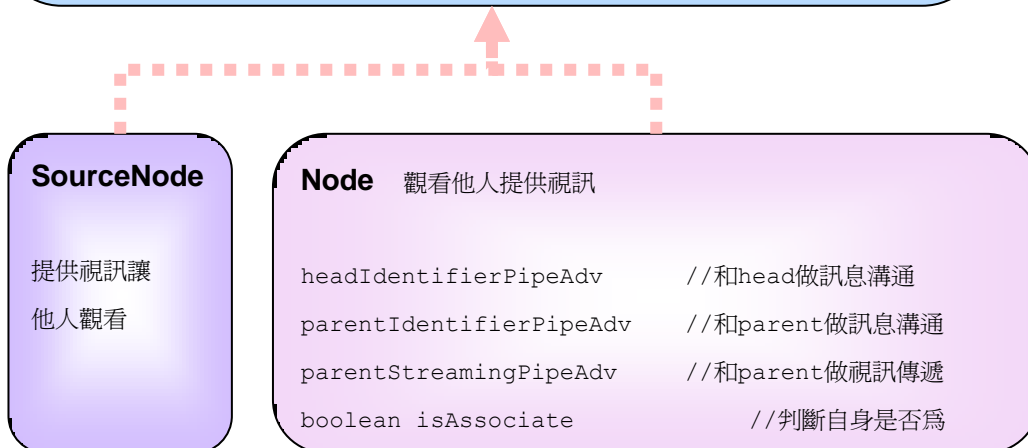 SourceNode
提供視訊讓
他人觀看
Node 觀看他人提供視訊
headIdentifierPipeAdv //和head做訊息溝通
parentIdentifierPipeAdv //和parent做訊息溝通
parentStreamingPipeAdv //和parent做視訊傳遞
boolean isAssociate //判斷自身是否為